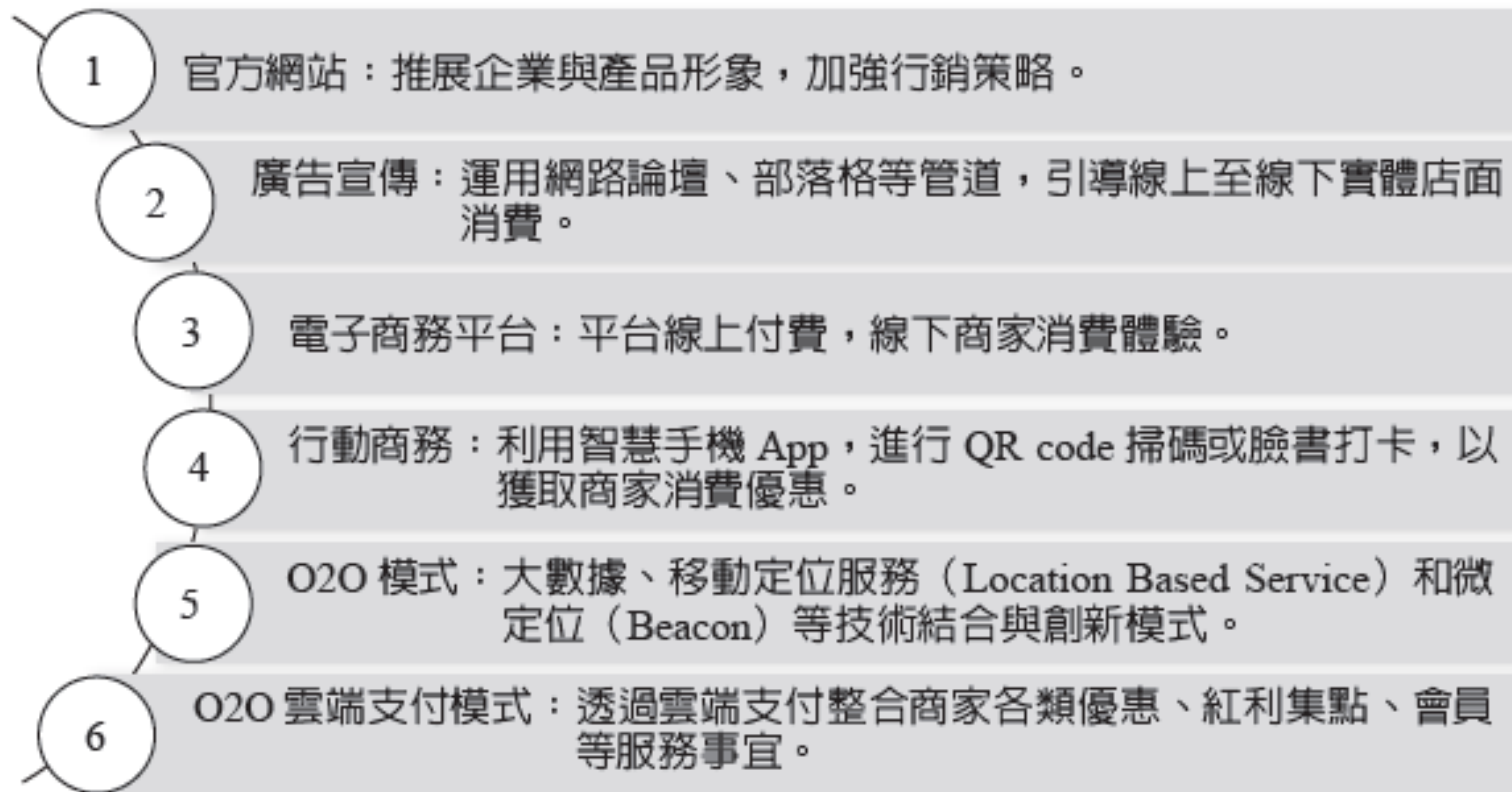 1
官方網站：推展企業與產品形象，加強行銷策略。
2
廣告宣傳：運用網路論壇、部落格等管道，引導線上至線下實體店面
消費。
3
電子商務平台：平台線上付費，線下商家消費體驗。
4
行動商務：利用智慧手機 App，進行 QR code 掃碼或臉書打卡，以
獲取商家消費優惠。
5
O2O 模式：大數據、移動定位服務（Location Based Service）和微
定位（Beacon）等技術結合與創新模式。
6
O2O 雲端支付模式：透過雲端支付整合商家各類優惠、紅利集點、會員
等服務事宜。